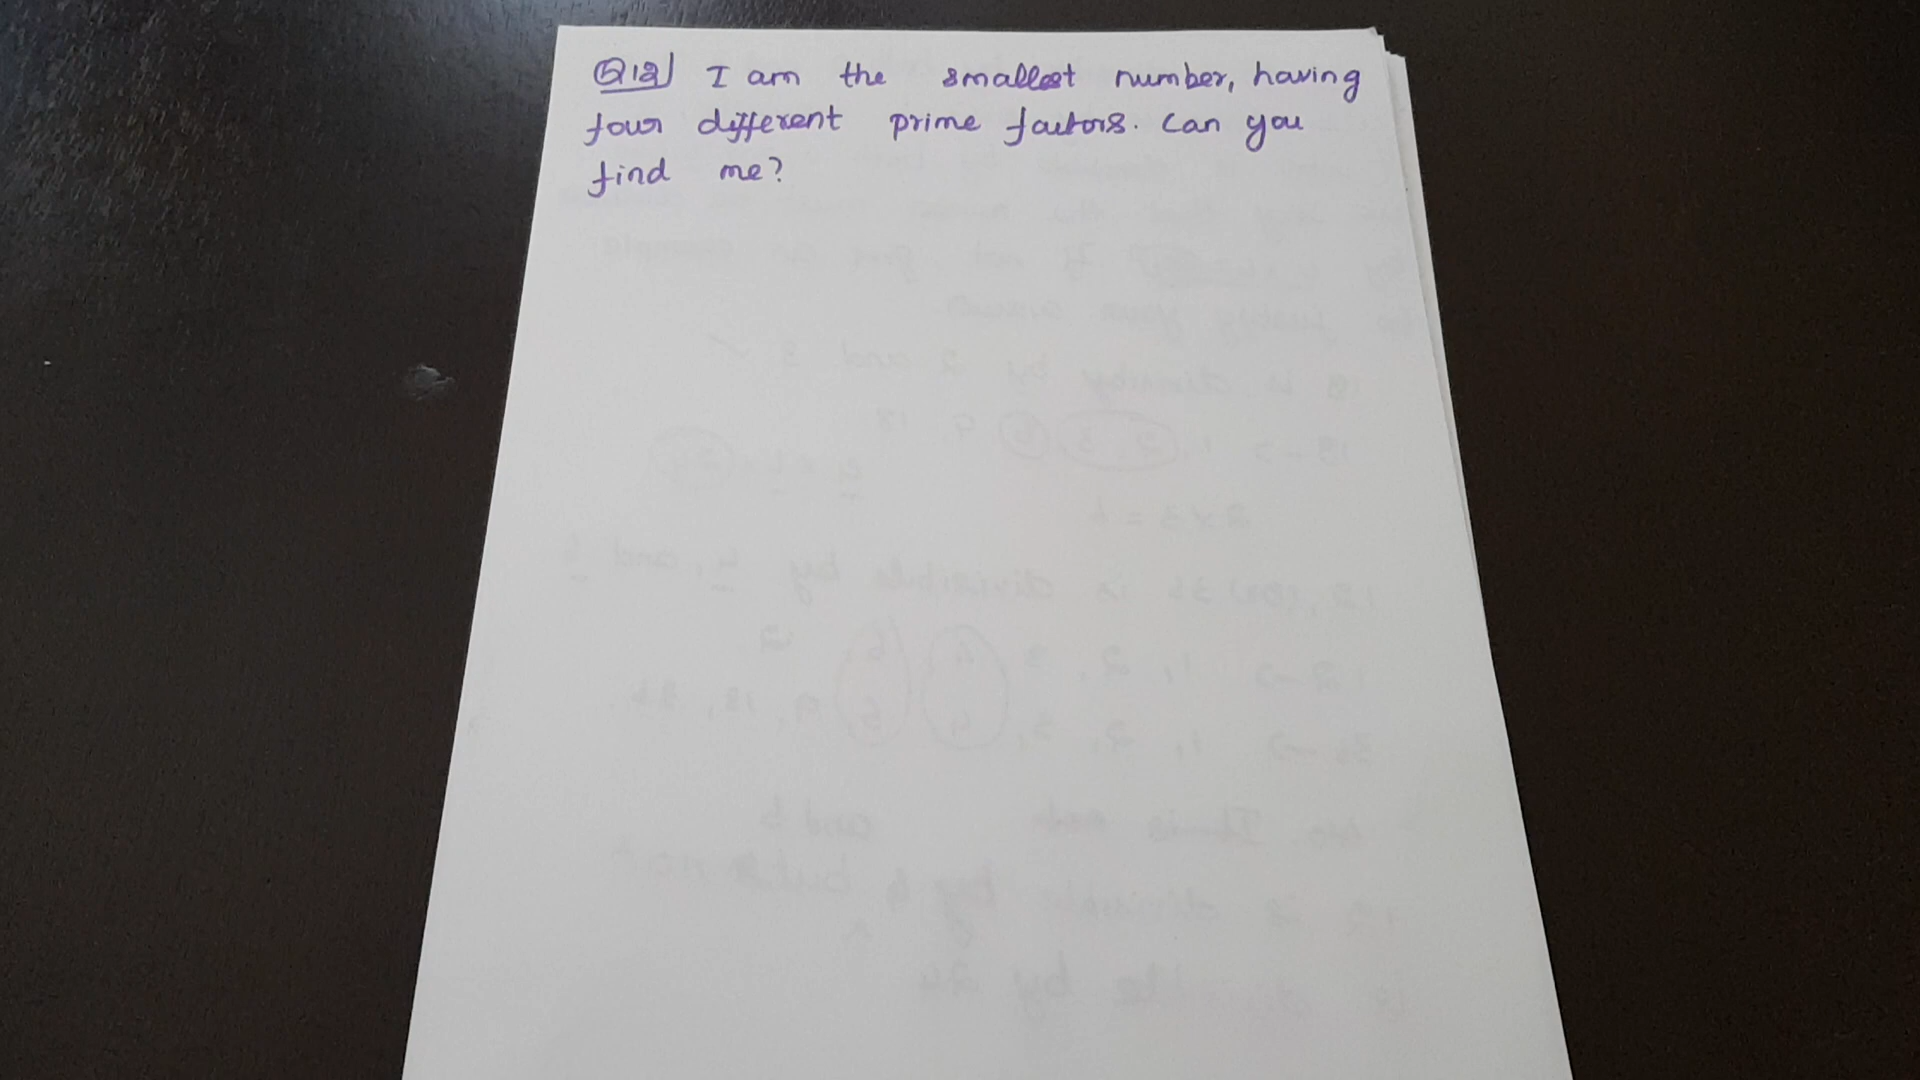 Q12) I am the smallest number, having
four different prime factors. Can you
find me?